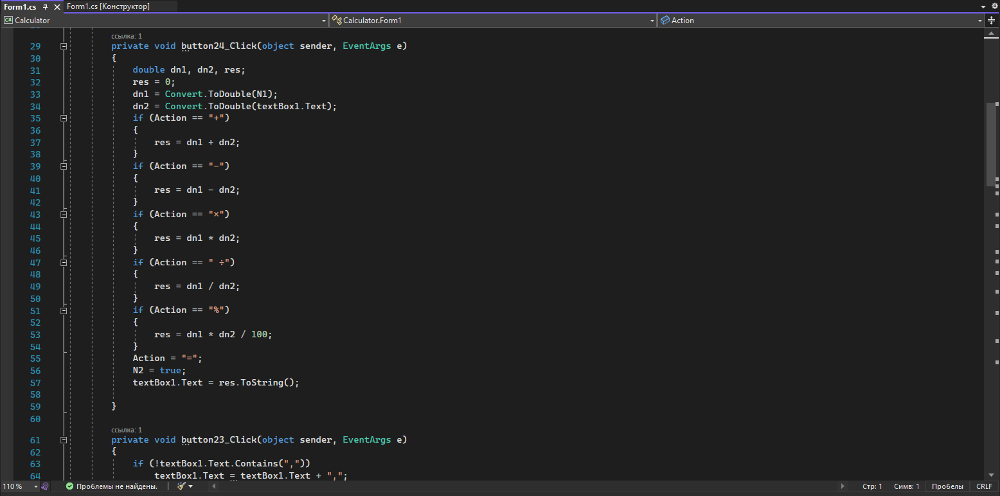 Form1.cs Form1.cs [Конструктор]
C# Calculator Calculator.Form1 Action
ссылка: 1
29 private void button24_Click(object sender, EventArgs e)
30 {
31 double dn1, dn2, res;
32 res = 0;
33 dn1 = Convert.ToDouble(N1);
34 dn2 = Convert.ToDouble(textBox1.Text);
35 if (Action == "+")
36 {
37 res = dn1 + dn2;
38 }
39 if (Action == "-")
40 {
41 res = dn1 - dn2;
42 }
43 if (Action == "×")
44 {
45 res = dn1 * dn2;
46 }
47 if (Action == " ÷")
48 {
49 res = dn1 / dn2;
50 }
51 if (Action == "%")
52 {
53 res = dn1 * dn2 / 100;
54 }
55 Action = "=";
56 N2 = true;
57 textBox1.Text = res.ToString();
58
59 }
60
ссылка: 1
61 private void button23_Click(object sender, EventArgs e)
62 {
63 if (!textBox1.Text.Contains(","))
64 textBox1.Text = textBox1.Text + ",";
110 % Проблемы не найдены. Стр: 1 Симв: 1 Пробелы CRLF